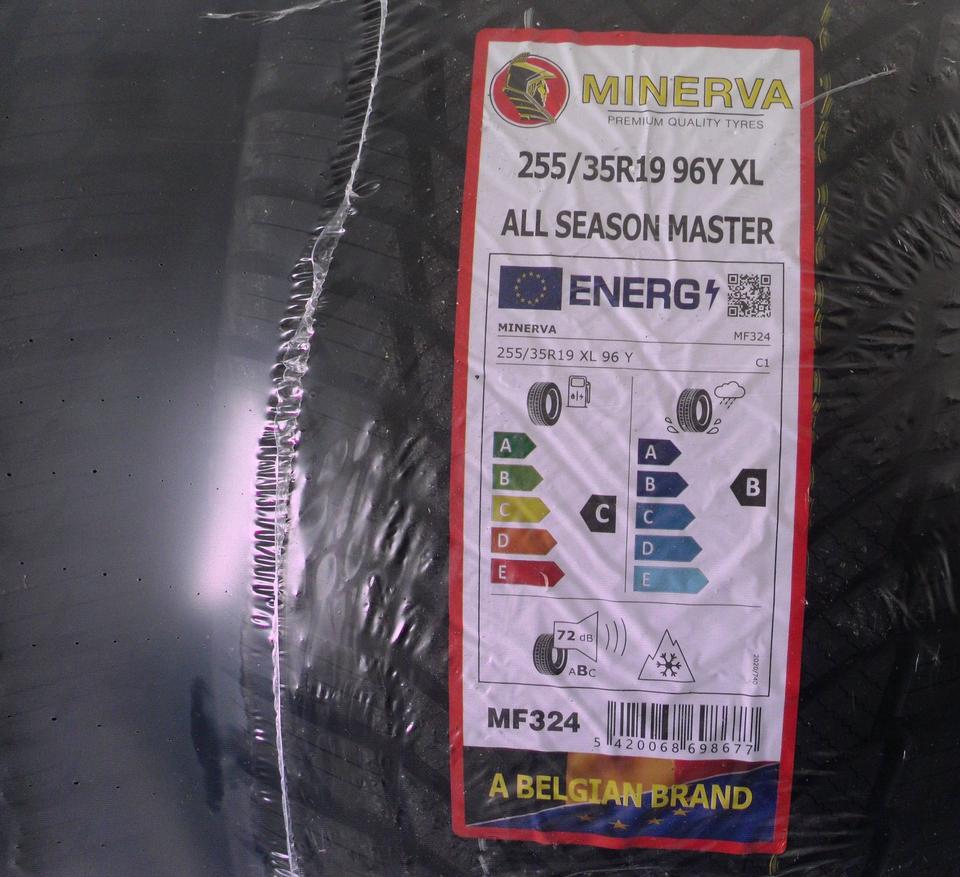 MINERVA
PREMIUM QUALITY TYRES
255/35R19 96Y XL
ALL SEASON MASTER
ENERG
MINERVA
MF324
255/35R19 XL 96 Y
C1
A
B
C
D
E
C
A
B
C
D
E
B
72 dB
ABC
2020/740
MF324
5 420068 698677
A BELGIAN BRAND